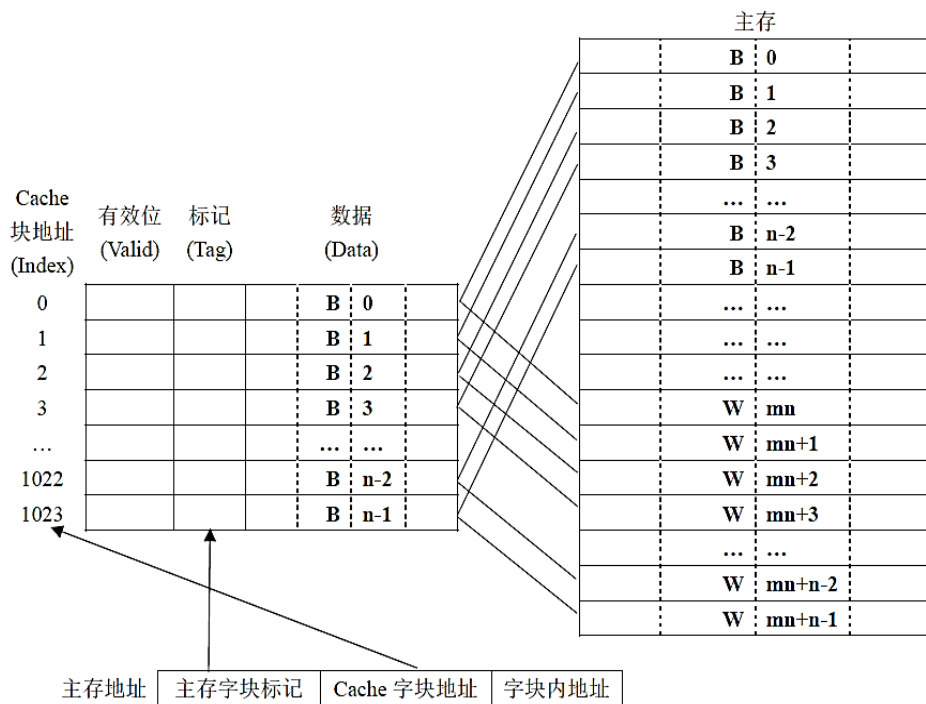 主存
B 0
B 1
B 2
B 3
... ...
B n-2
B n-1
... ...
... ...
... ...
W mn
W mn+1
W mn+2
W mn+3
... ...
W mn+n-2
W mn+n-1
Cache
块地址
(Index)
有效位
(Valid)
标记
(Tag)
数据
(Data)
0 B 0
1 B 1
2 B 2
3 B 3
... ... ...
1022 B n-2
1023 B n-1
主存地址 主存字块标记 Cache 字块地址 字块内地址